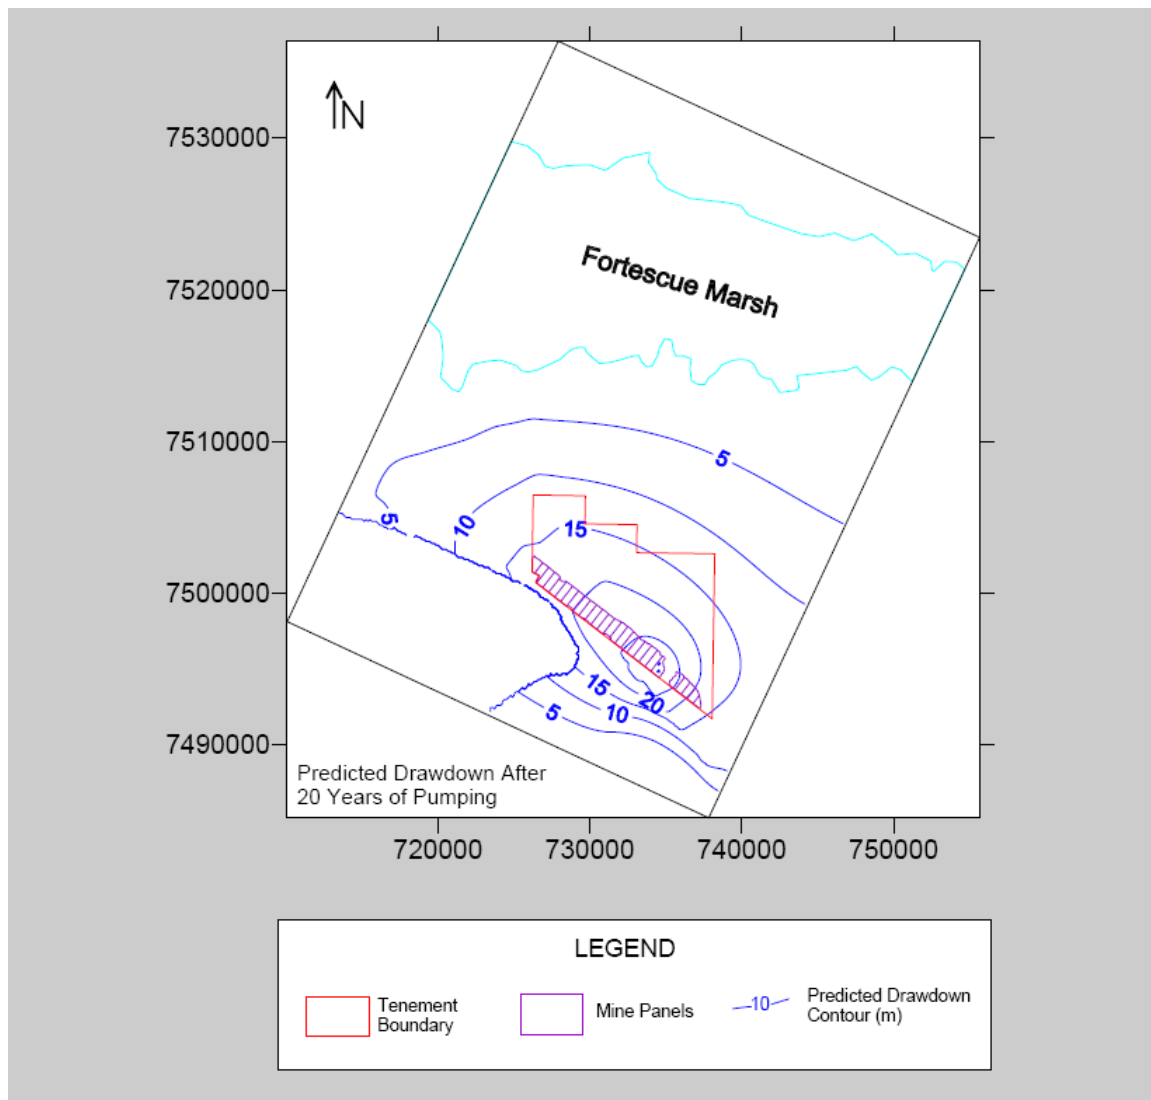 N
7530000
Fortescue Marsh
7520000
7510000
5
5
10
15
7500000
15
20
10
5
7490000
Predicted Drawdown After
20 Years of Pumping
720000
730000
740000
750000
LEGEND
Tenement
Boundary
Mine Panels
10
Predicted Drawdown
Contour (m)